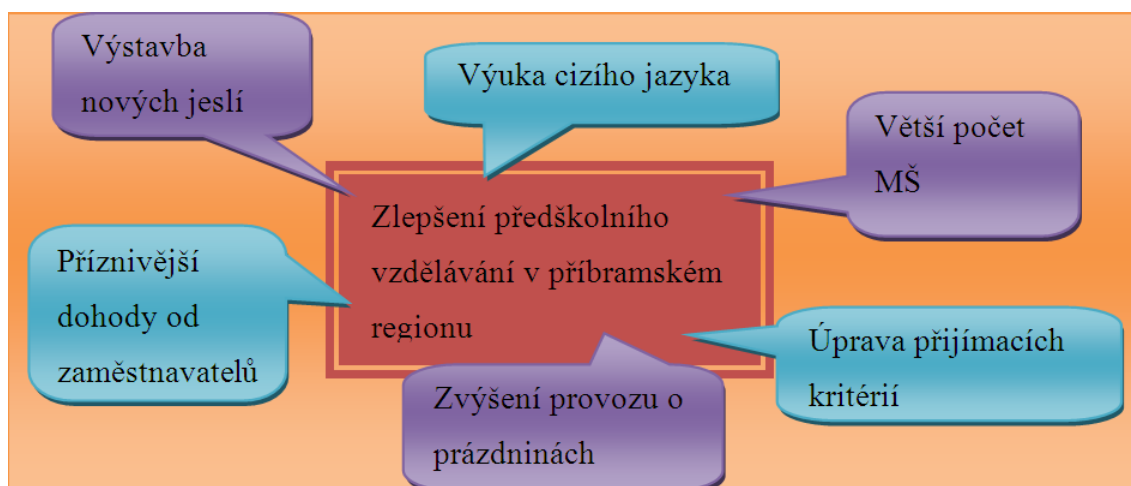 Výstavba
nových jeslí
Výuka cizího jazyka
Větší počet
MŠ
Zlepšení předškolního
vzdělávání v příbramském
regionu
Příznivější
dohody od
zaměstnavatelů
Úprava přijímacích
kritérií
Zvýšení provozu o
prázdninách